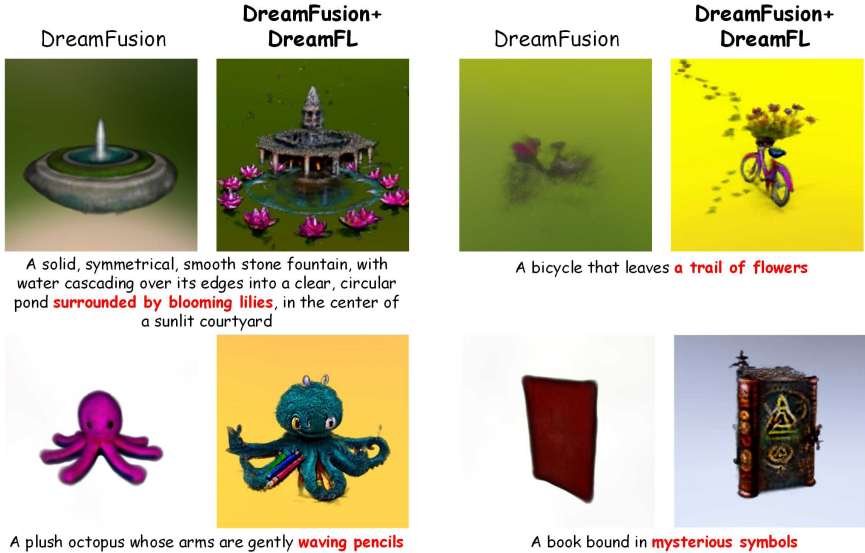 DreamFusion
DreamFusion+
DreamFL
DreamFusion
DreamFusion+
DreamFL
A solid, symmetrical, smooth stone fountain, with
water cascading over its edges into a clear, circular
pond surrounded by blooming lilies, in the center of
a sunlit courtyard
A bicycle that leaves a trail of flowers
A plush octopus whose arms are gently waving pencils
A book bound in mysterious symbols